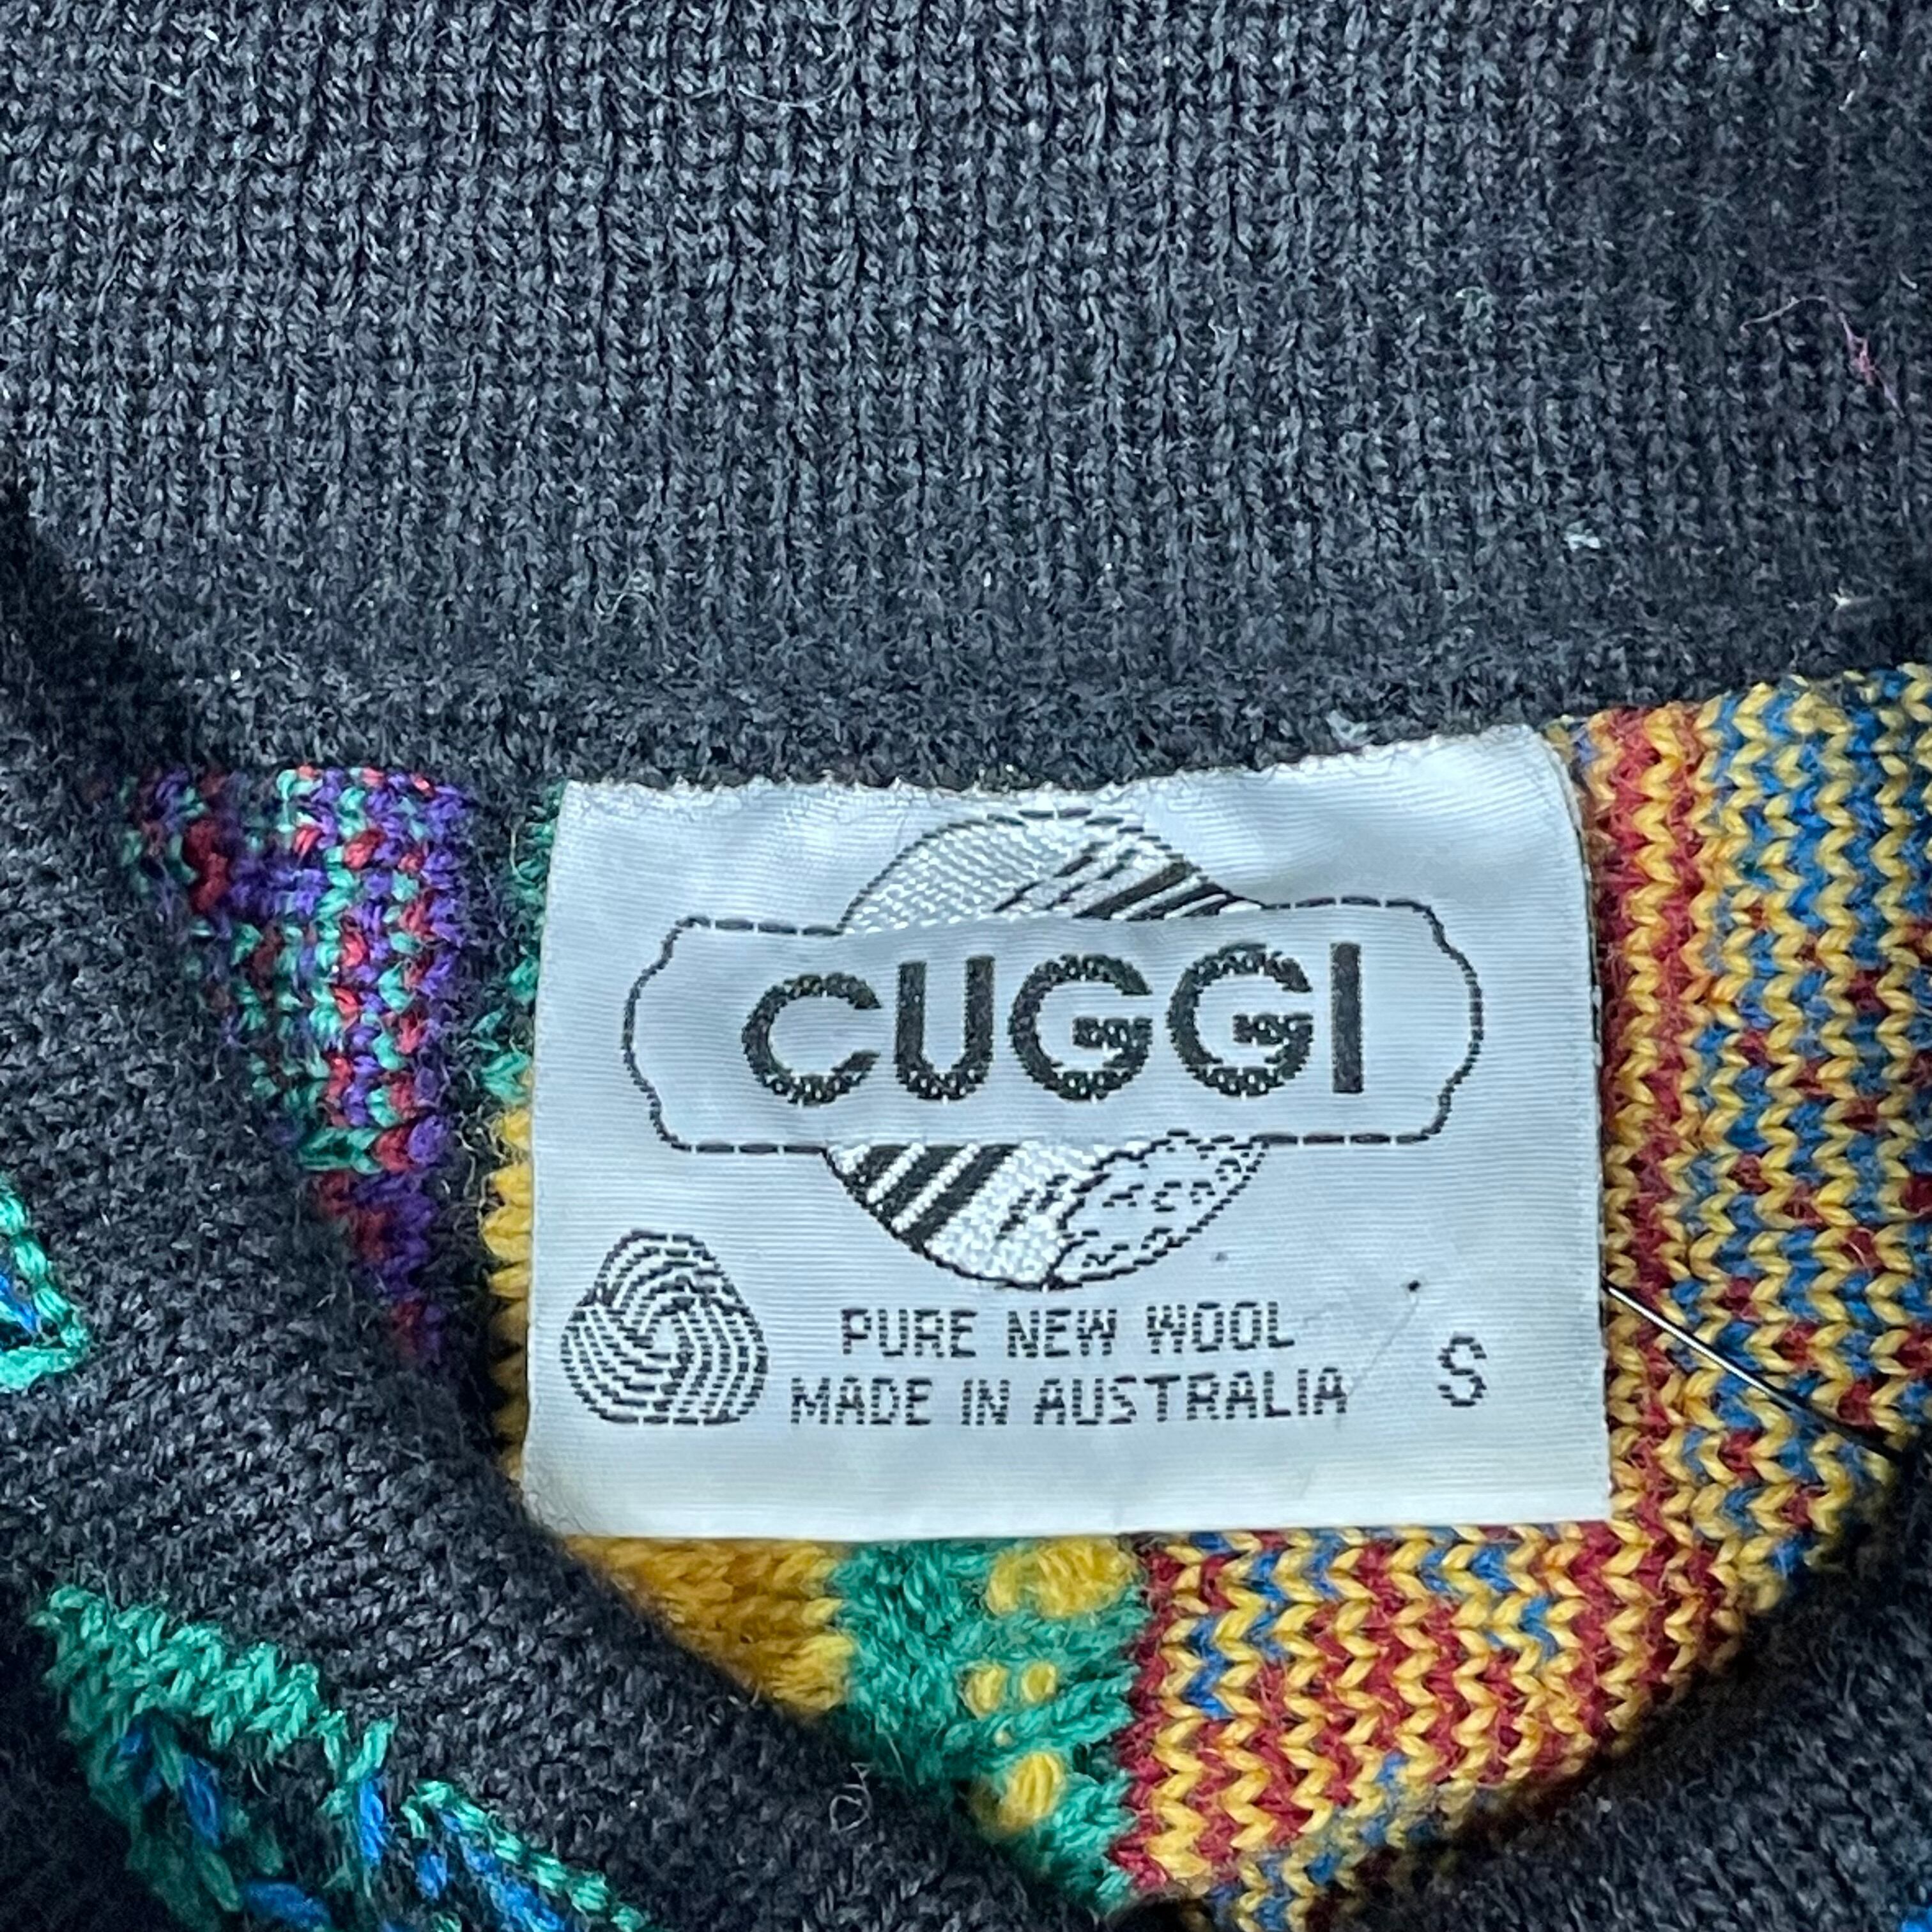 CUGGI
PURE NEW WOOL
MADE IN AUSTRALIA
S